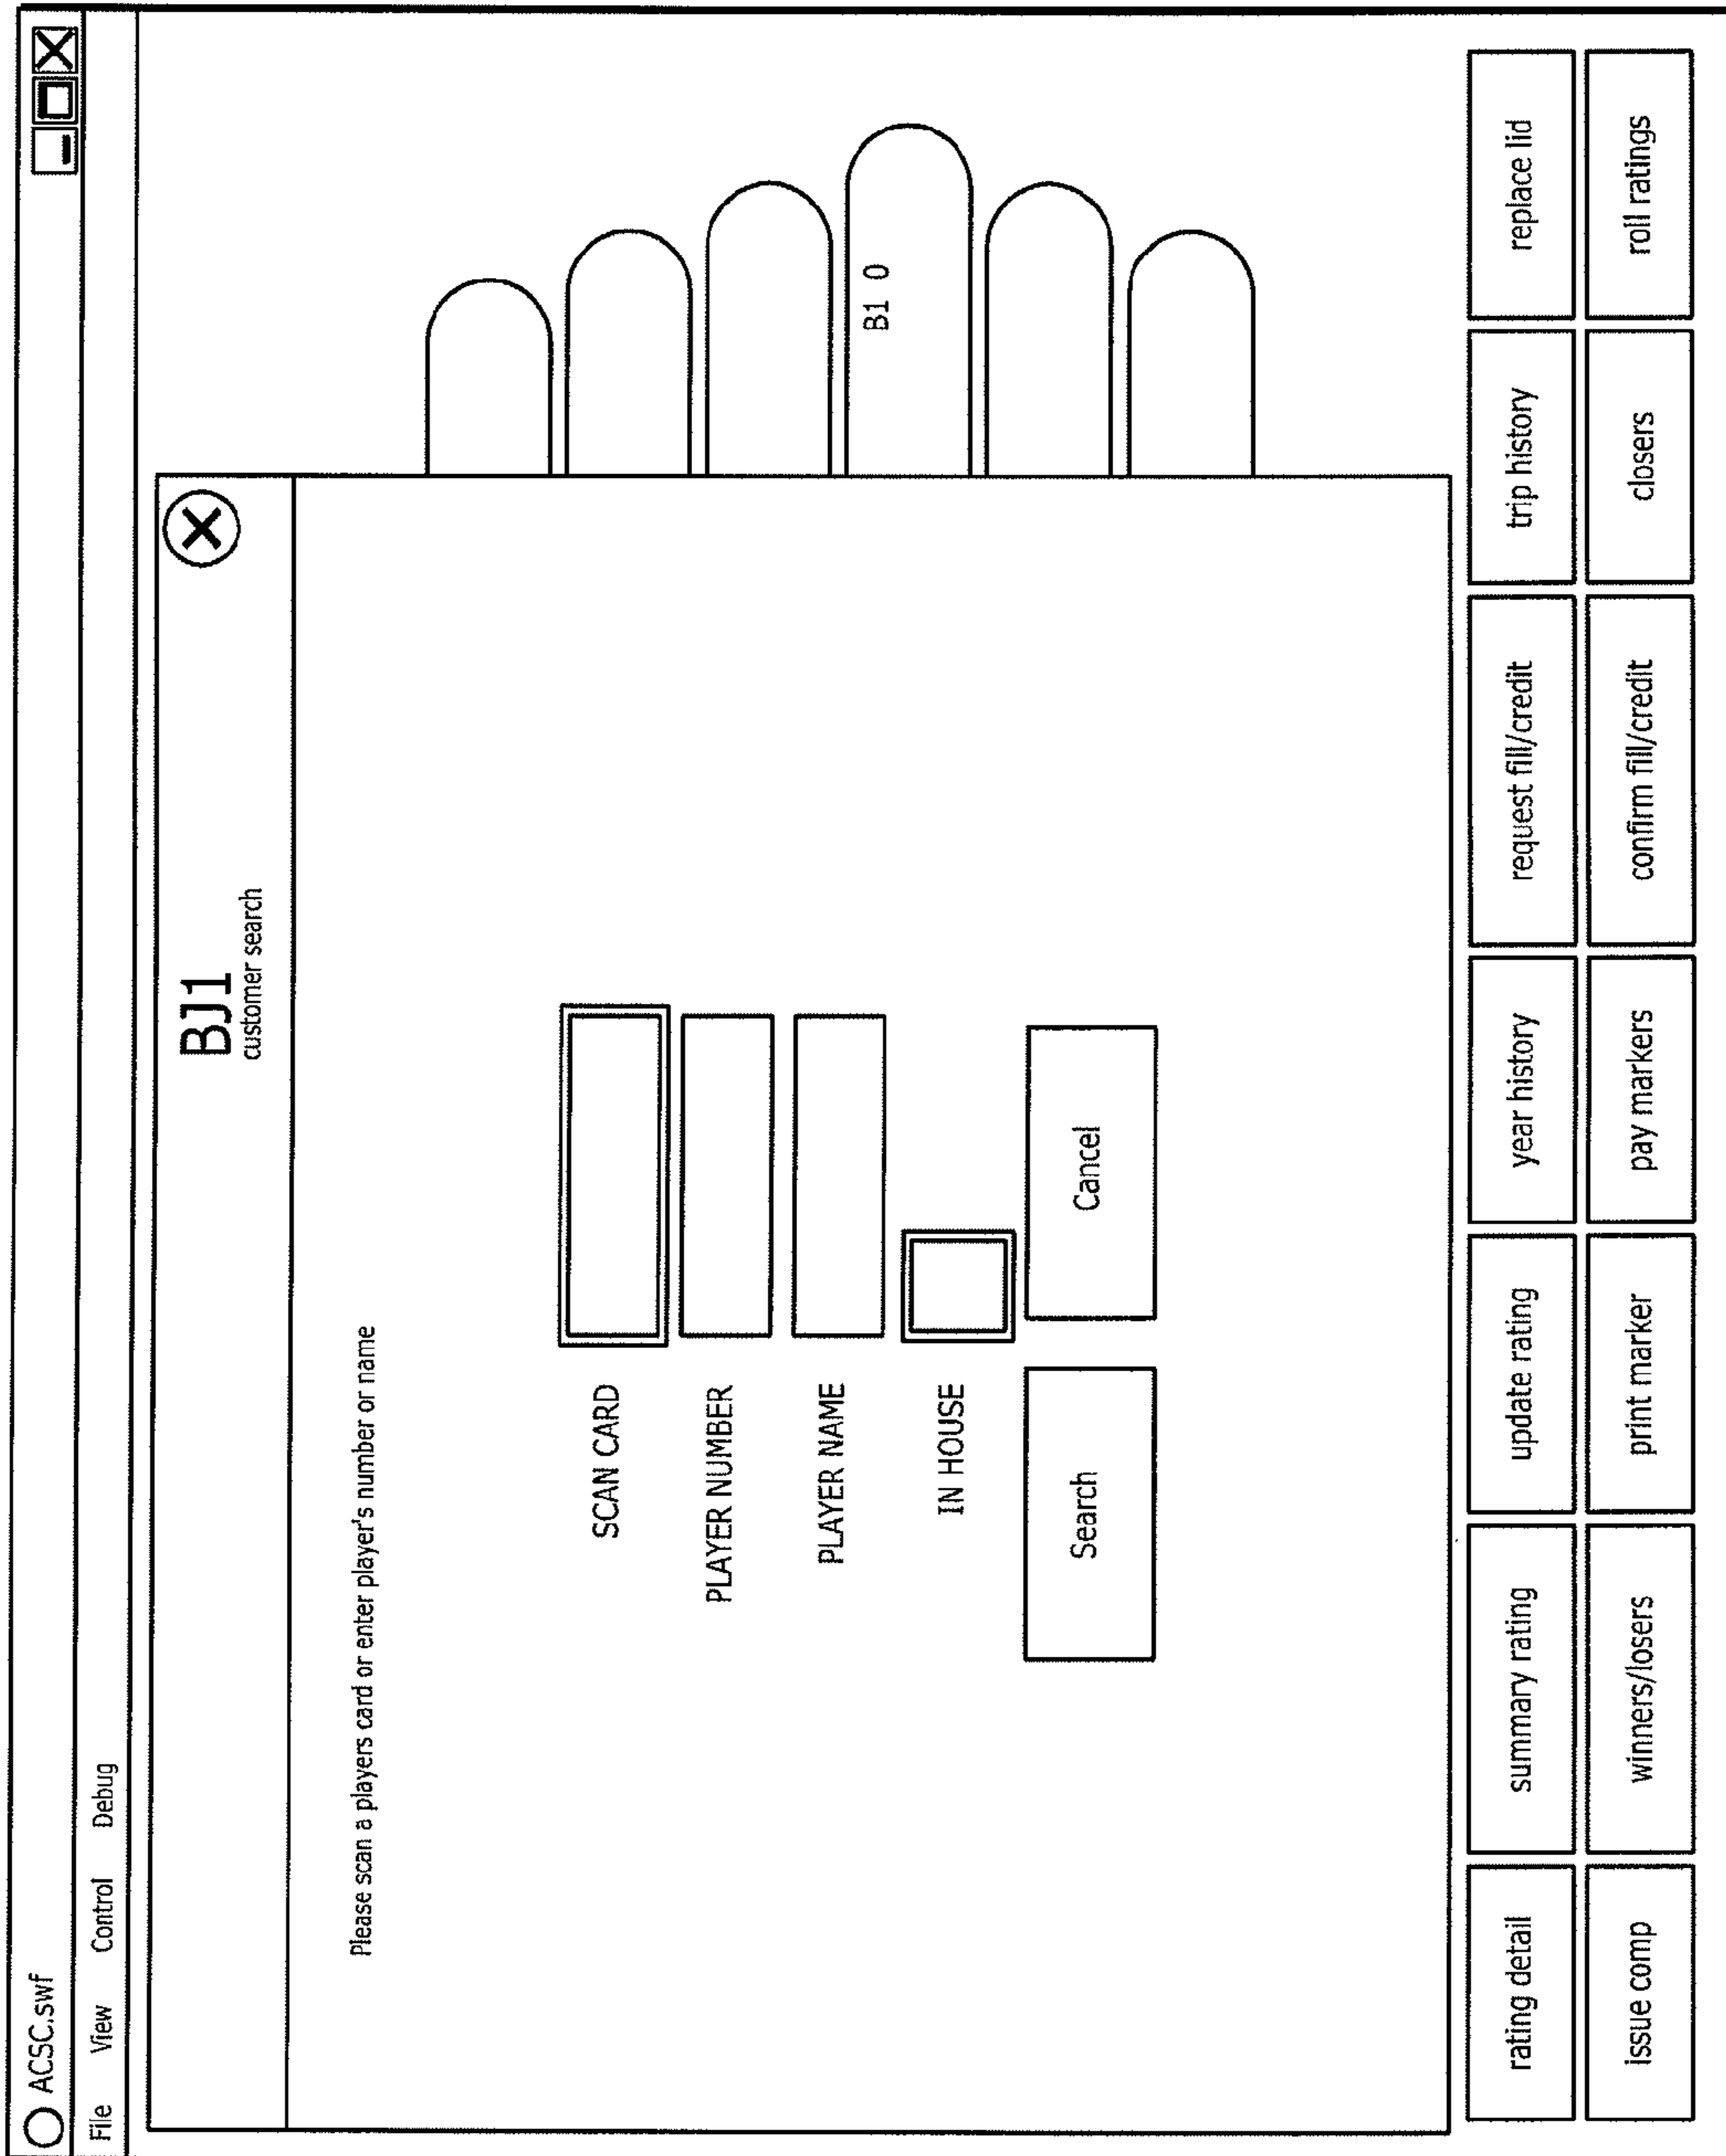 ACSC.swf
File View Control Debug
BJ1
customer search
Please scan a players card or enter player's number or name
SCAN CARD
PLAYER NUMBER
PLAYER NAME
IN HOUSE
Search Cancel
B1 0
rating detail summary rating update rating year history request fill/credit trip history replace lid
issue comp winners/losers print marker pay markers confirm fill/credit closers roll ratings